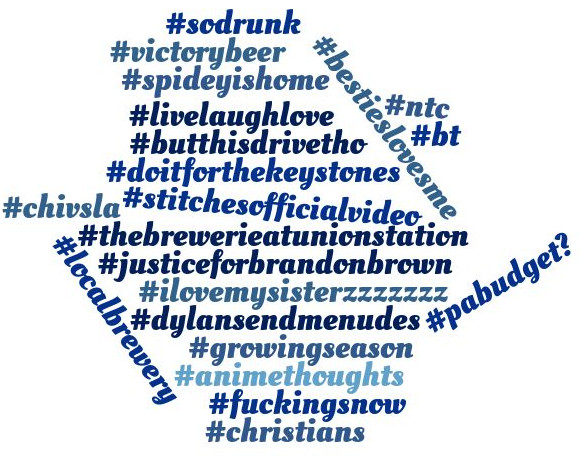 #sodrunk
#victorybeer
#bestieslovesme
#spideyishome
#ntc
#livelaughlove
#bt
#butthisdrivetho
#doitforthekeystones
#chivsla
#stitchesofficialvideo
#thebrewerieatunionstation
#localbrewery
#justiceforbrandonbrown
#pabudget?
#ilovemysisterzzzzzzz
#dylansendmenudes
#growingseason
#animethoughts
#fuckingsnow
#christians